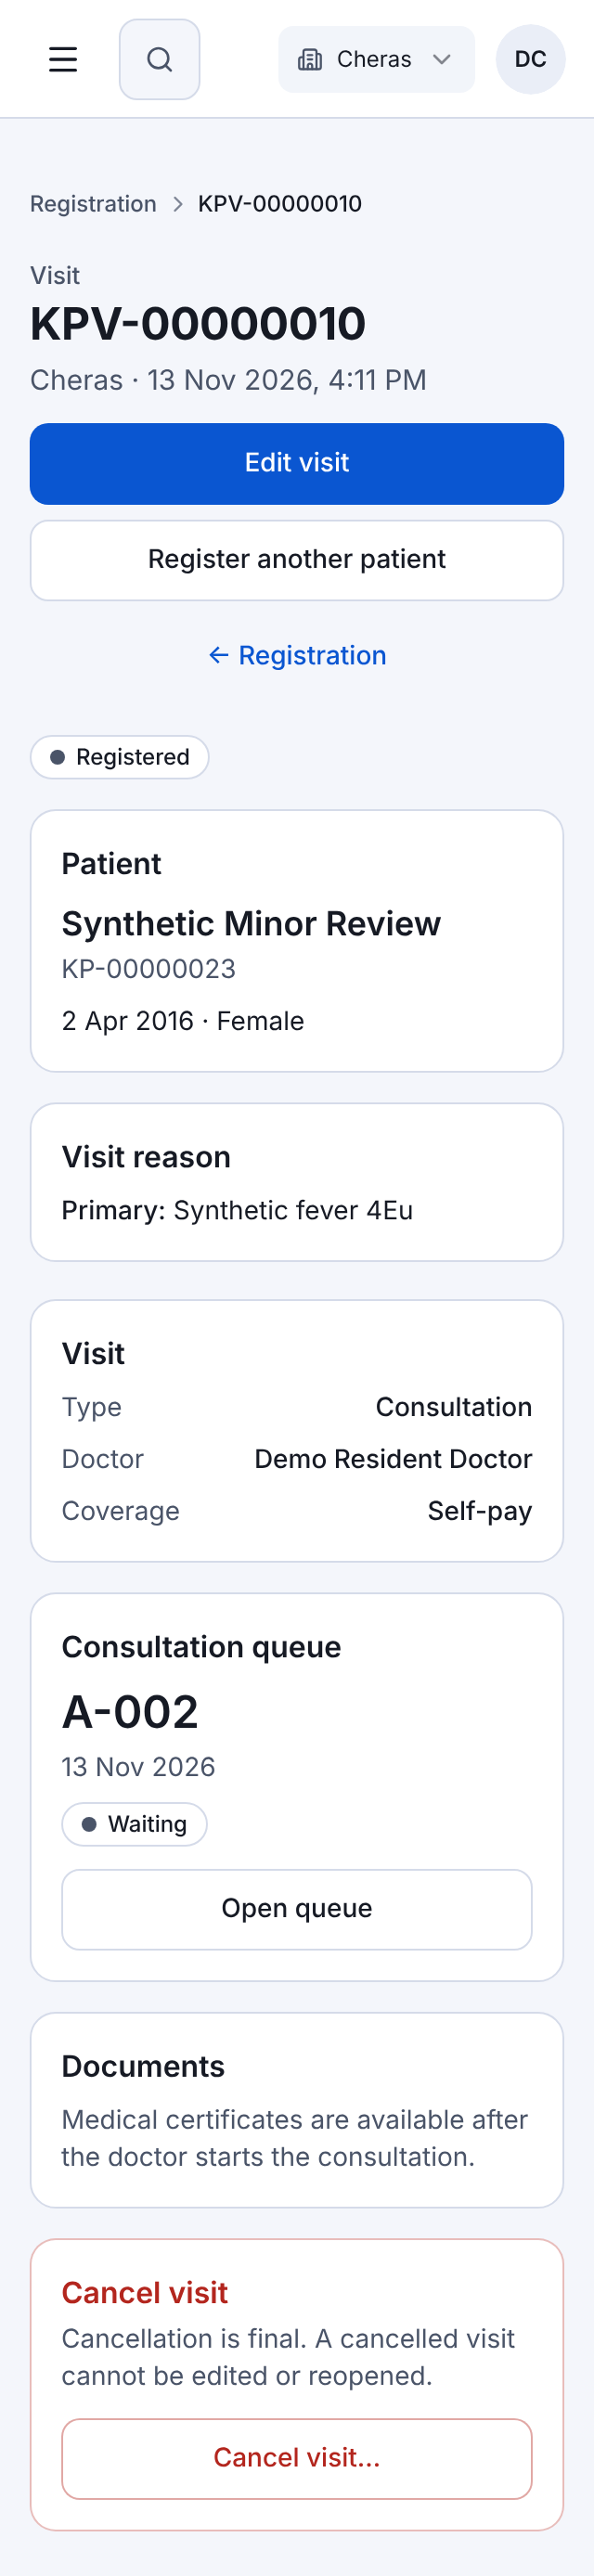 Cheras
DC
Registration > KPV-00000010
Visit
KPV-00000010
Cheras · 13 Nov 2026, 4:11 PM
Edit visit
Register another patient
← Registration
Registered
Patient
Synthetic Minor Review
KP-00000023
2 Apr 2016 · Female
Visit reason
Primary: Synthetic fever 4Eu
Visit
Type Consultation
Doctor Demo Resident Doctor
Coverage Self-pay
Consultation queue
A-002
13 Nov 2026
Waiting
Open queue
Documents
Medical certificates are available after
the doctor starts the consultation.
Cancel visit
Cancellation is final. A cancelled visit
cannot be edited or reopened.
Cancel visit...